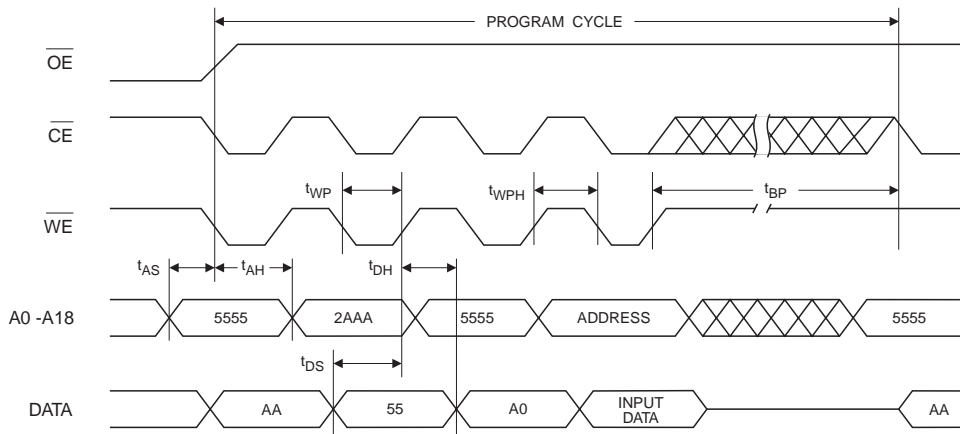 PROGRAM CYCLE
OE
CE
tWP
tWPH
tBP
WE
tAS
tAH
tDH
A0 -A18
5555
2AAA
5555
ADDRESS
5555
tDS
DATA
AA
55
A0
INPUT
DATA
AA